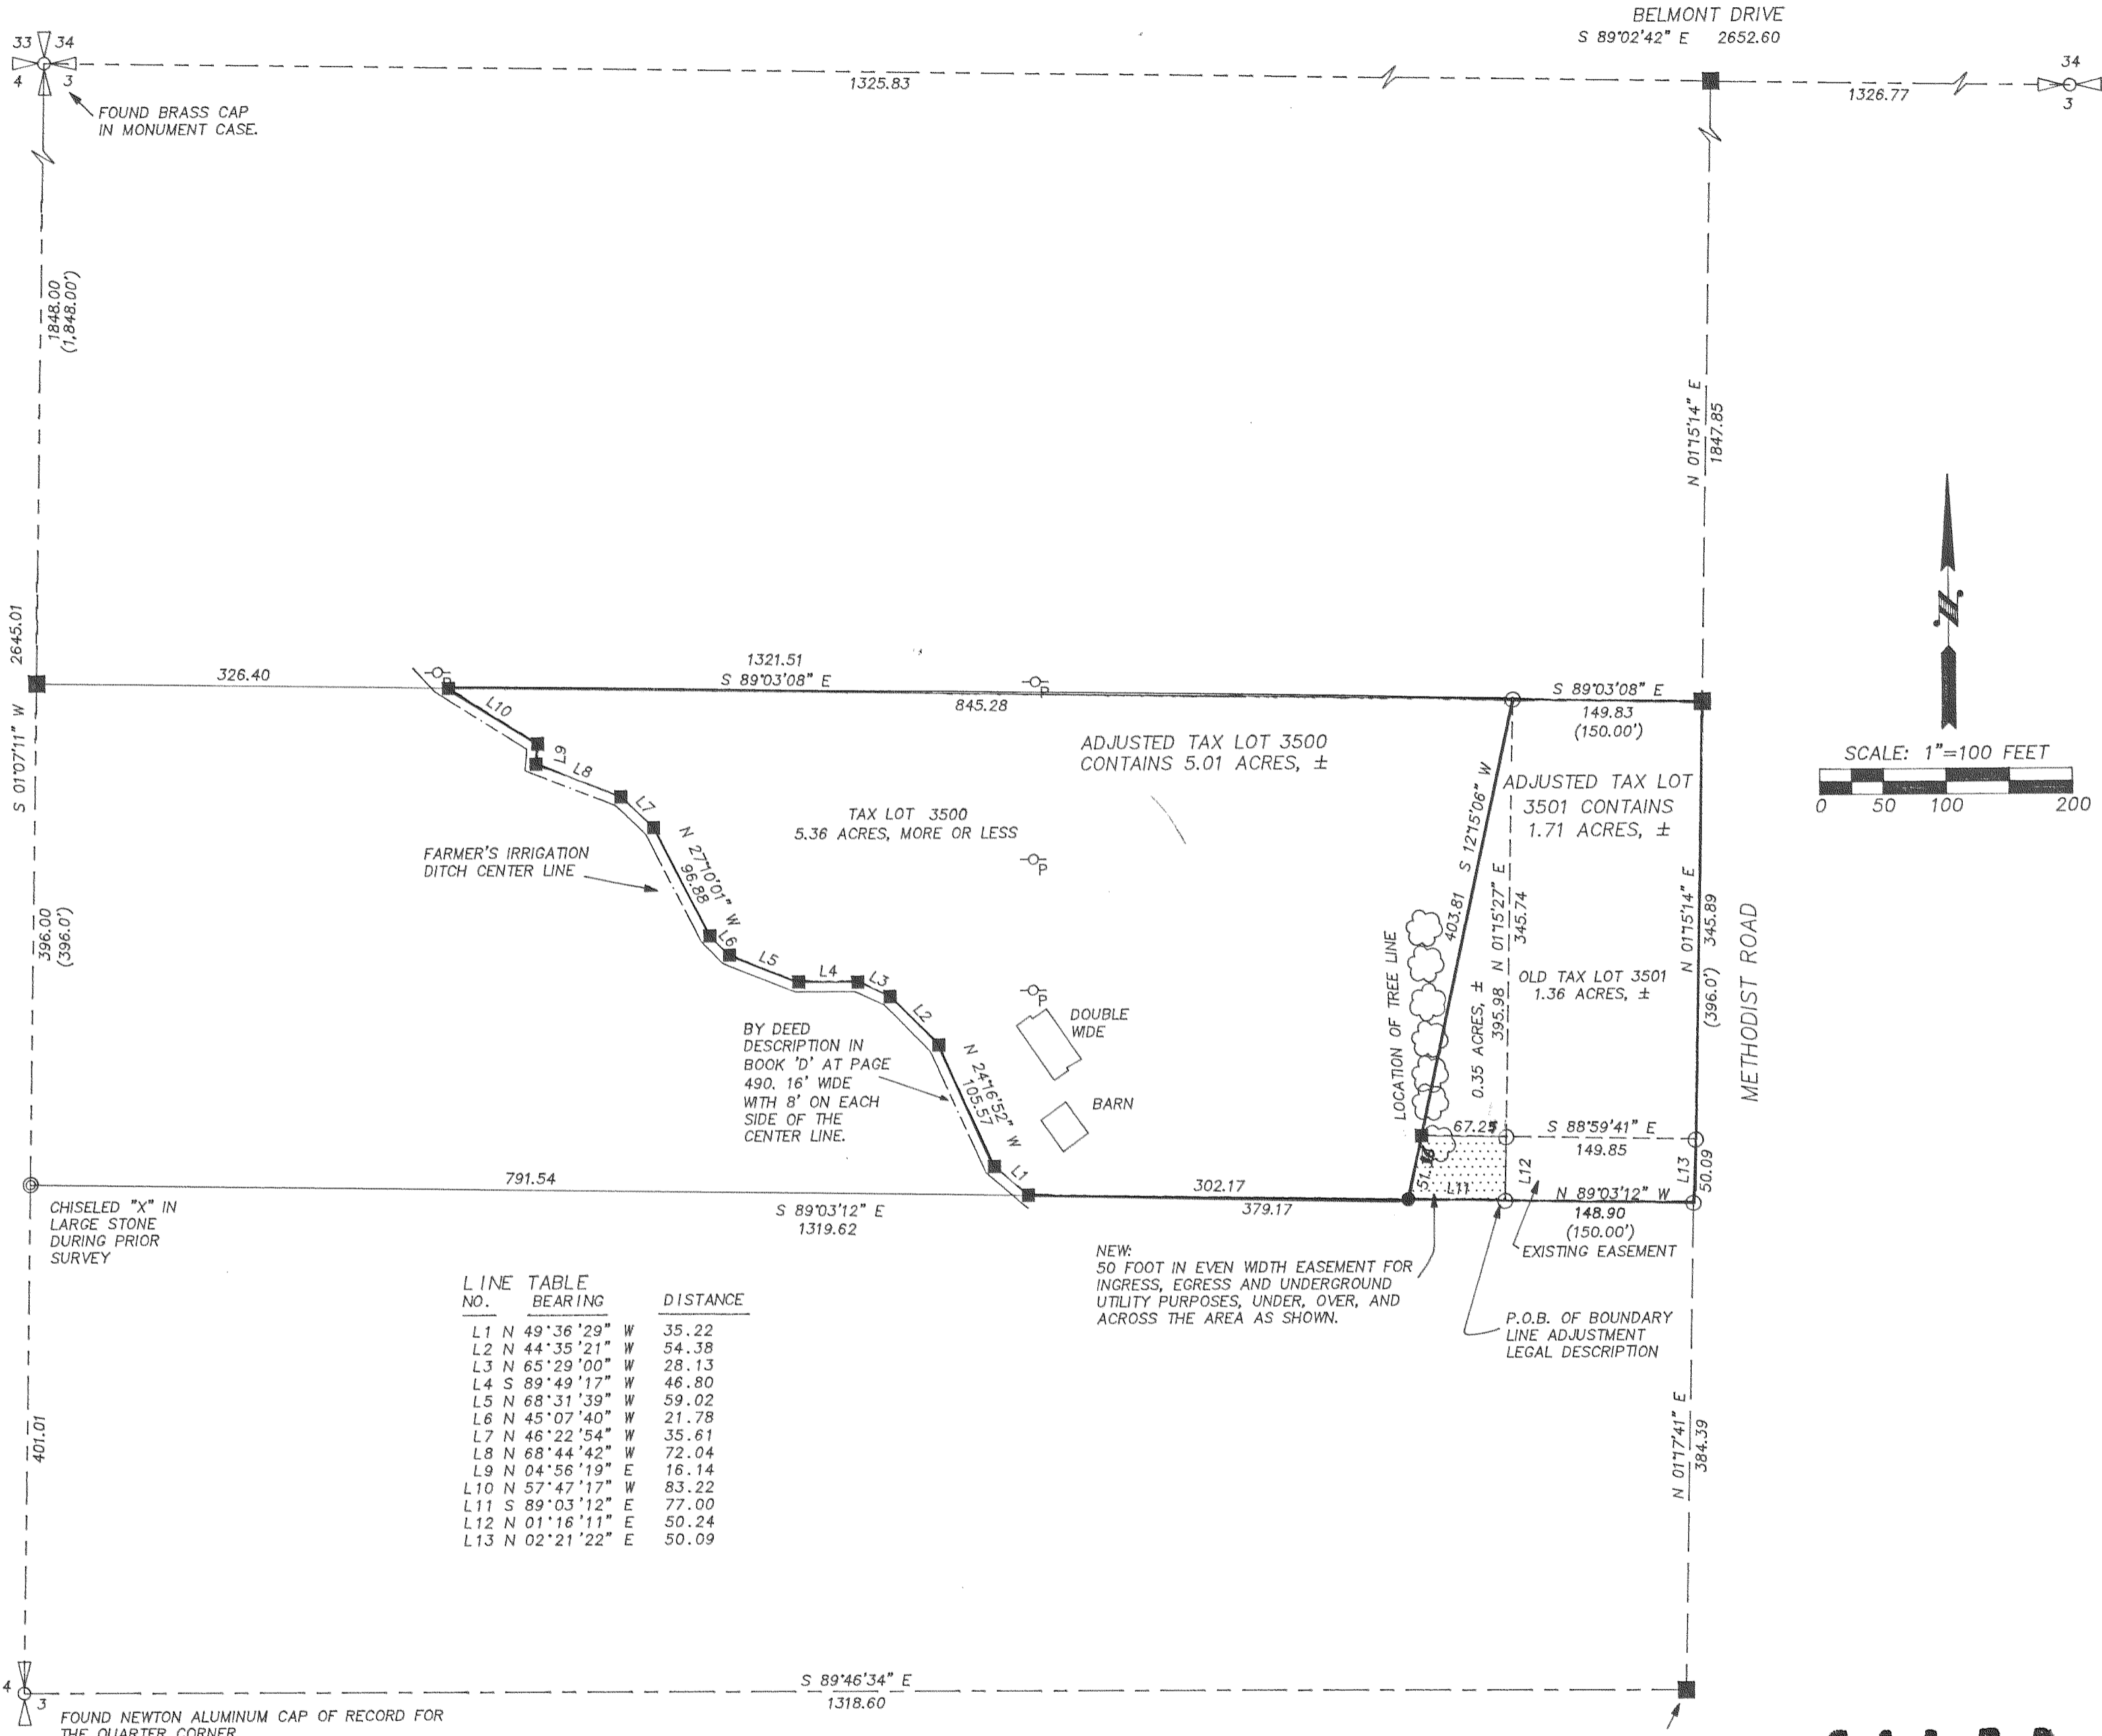 BELMONT DRIVE
S 89°02'42" E 2652.60
33 34
4 3
34
3
1325.83
1326.77
FOUND BRASS CAP
IN MONUMENT CASE.
1848.00
(1,848.00')
N 01°15'14" E
1847.85
S 01°07'11" W 2645.01
326.40
1321.51
S 89°03'08" E
845.28
S 89°03'08" E
149.83
(150.00')
P
P
P
P
SCALE: 1"=100 FEET
0 50 100 200
ADJUSTED TAX LOT 3500
CONTAINS 5.01 ACRES, ±
ADJUSTED TAX LOT
3501 CONTAINS
1.71 ACRES, ±
TAX LOT 3500
5.36 ACRES, MORE OR LESS
L10
L9
L8
L7
N 27°10'01" W
96.88
L6
L5
L4
L3
L2
N 24°16'52" W
105.57
L1
FARMER'S IRRIGATION
DITCH CENTER LINE
396.00
(396.0')
403.81 S 12°15'06" W
395.98 N 01°15'27" E
345.74
N 01°15'14" E
(396.0') 345.89
METHODIST ROAD
OLD TAX LOT 3501
1.36 ACRES, ±
LOCATION OF TREE LINE
0.35 ACRES, ±
BY DEED
DESCRIPTION IN
BOOK 'D' AT PAGE
490. 16' WIDE
WITH 8' ON EACH
SIDE OF THE
CENTER LINE.
DOUBLE
WIDE
BARN
S 88°59'41" E
149.85
L11
L12
L13
50.09
791.54
S 89°03'12" E
1319.62
302.17
379.17
N 89°03'12" W
148.90
(150.00')
EXISTING EASEMENT
CHISELED "X" IN
LARGE STONE
DURING PRIOR
SURVEY
NEW:
50 FOOT IN EVEN WIDTH EASEMENT FOR
INGRESS, EGRESS AND UNDERGROUND
UTILITY PURPOSES, UNDER, OVER, AND
ACROSS THE AREA AS SHOWN.
P.O.B. OF BOUNDARY
LINE ADJUSTMENT
LEGAL DESCRIPTION
LINE TABLE
NO. BEARING DISTANCE
L1 N 49°36'29" W 35.22
L2 N 44°35'21" W 54.38
L3 N 65°29'00" W 28.13
L4 S 89°49'17" W 46.80
L5 N 68°31'39" W 59.02
L6 N 45°07'40" W 21.78
L7 N 46°22'54" W 35.61
L8 N 68°44'42" W 72.04
L9 N 04°56'19" E 16.14
L10 N 57°47'17" W 83.22
L11 S 89°03'12" E 77.00
L12 N 01°16'11" E 50.24
L13 N 02°21'22" E 50.09
401.01
N 01°17'41" E
384.39
S 89°46'34" E
1318.60
4
3
FOUND NEWTON ALUMINUM CAP OF RECORD FOR
THE QUARTER CORNER